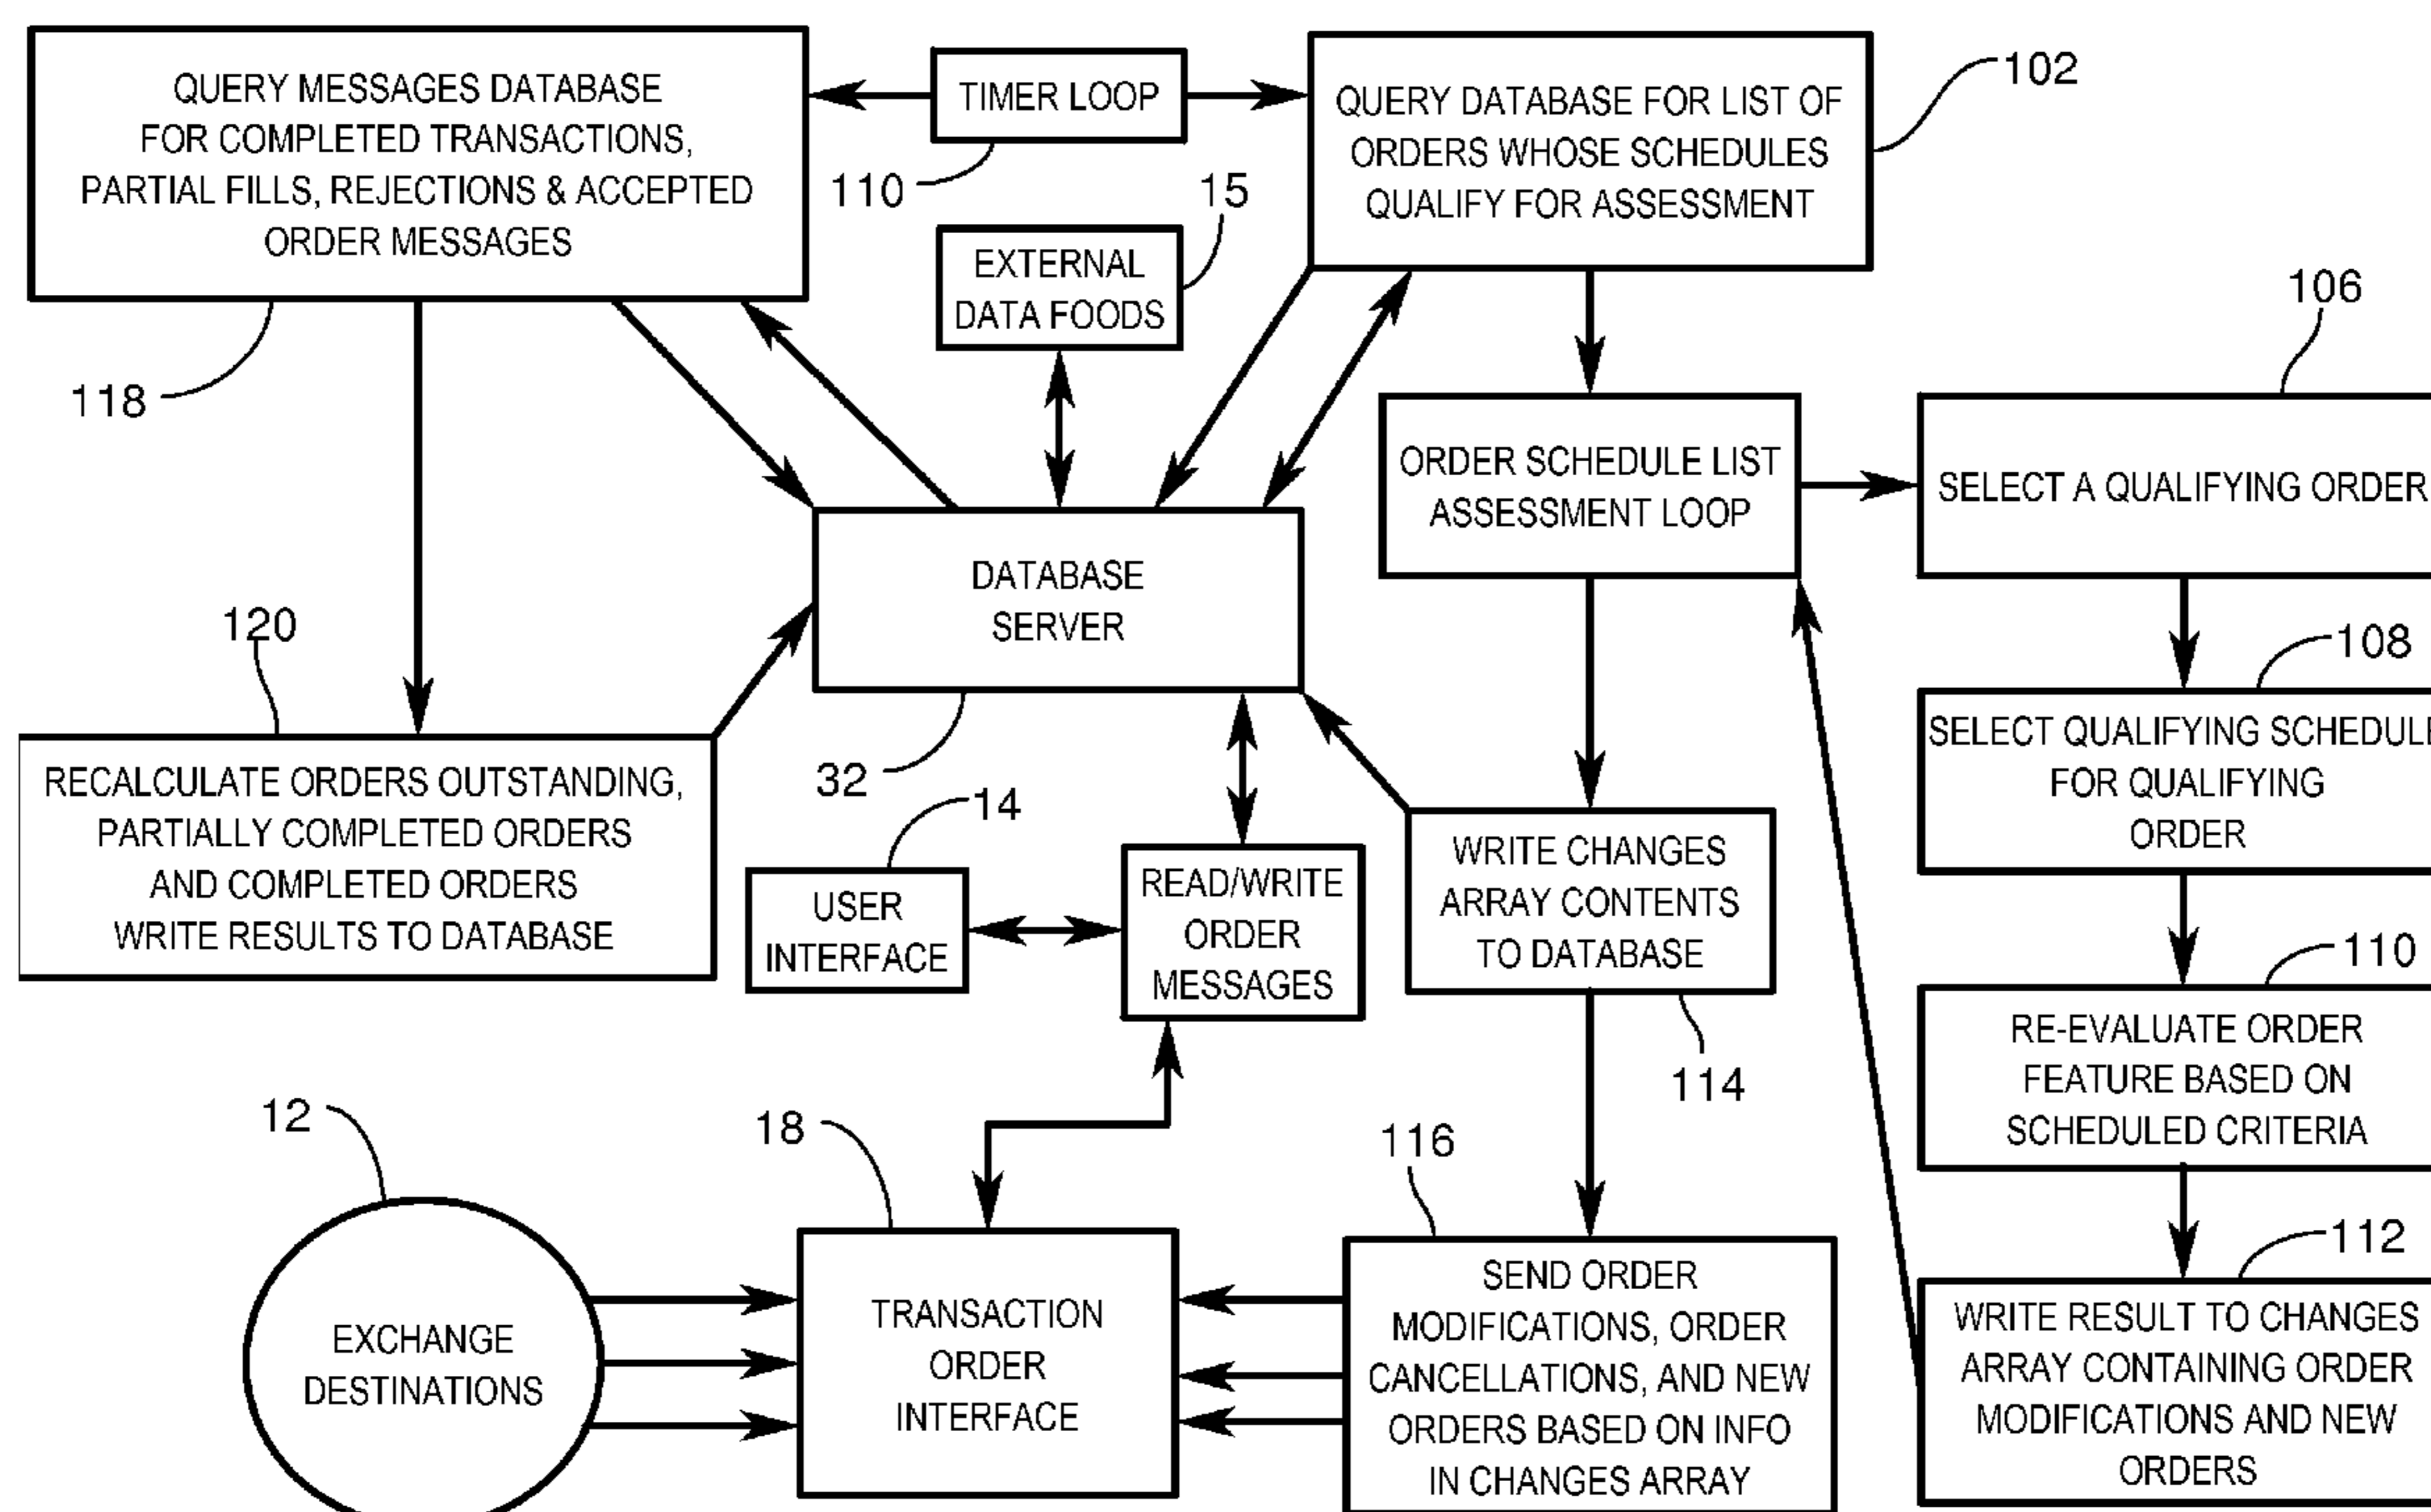 QUERY MESSAGES DATABASE
FOR COMPLETED TRANSACTIONS,
PARTIAL FILLS, REJECTIONS & ACCEPTED
ORDER MESSAGES
118
TIMER LOOP
110
QUERY DATABASE FOR LIST OF
ORDERS WHOSE SCHEDULES
QUALIFY FOR ASSESSMENT
102
15
EXTERNAL
DATA FOODS
106
ORDER SCHEDULE LIST
ASSESSMENT LOOP
SELECT A QUALIFYING ORDER
DATABASE
SERVER
32
120
RECALCULATE ORDERS OUTSTANDING,
PARTIALLY COMPLETED ORDERS
AND COMPLETED ORDERS
WRITE RESULTS TO DATABASE
108
SELECT QUALIFYING SCHEDULE
FOR QUALIFYING
ORDER
14
USER
INTERFACE
READ/WRITE
ORDER
MESSAGES
WRITE CHANGES
ARRAY CONTENTS
TO DATABASE
114
110
RE-EVALUATE ORDER
FEATURE BASED ON
SCHEDULED CRITERIA
12
EXCHANGE
DESTINATIONS
18
TRANSACTION
ORDER
INTERFACE
116
SEND ORDER
MODIFICATIONS, ORDER
CANCELLATIONS, AND NEW
ORDERS BASED ON INFO
IN CHANGES ARRAY
112
WRITE RESULT TO CHANGES
ARRAY CONTAINING ORDER
MODIFICATIONS AND NEW
ORDERS